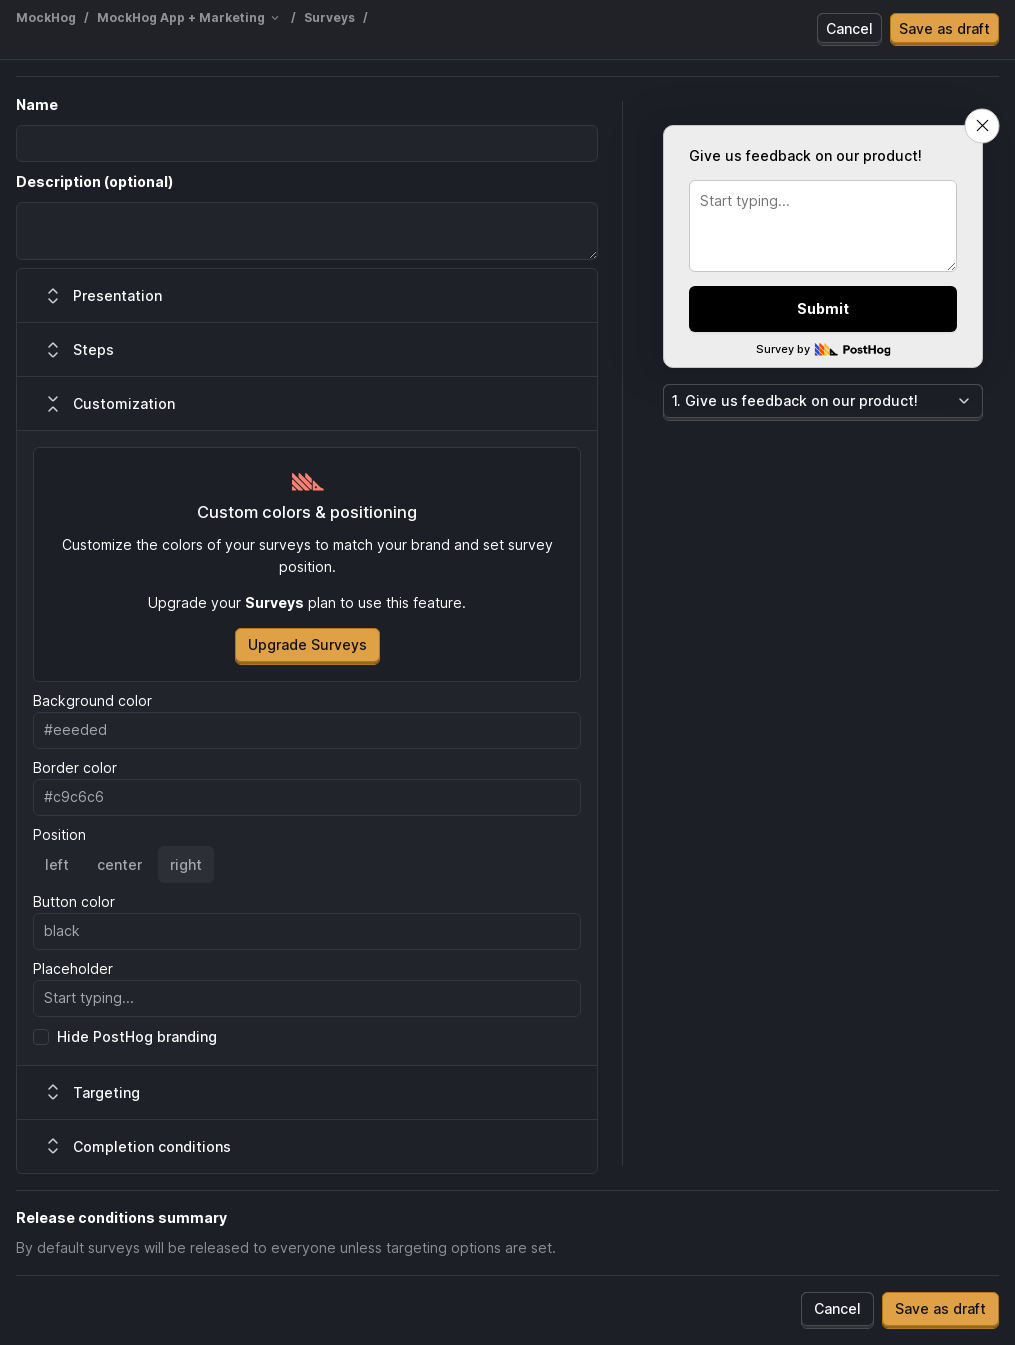 MockHog / MockHog App + Marketing / Surveys /
Cancel
Save as draft
Name
Description (optional)
Presentation
Steps
Customization
Custom colors & positioning
Customize the colors of your surveys to match your brand and set survey
position.
Upgrade your Surveys plan to use this feature.
Upgrade Surveys
Background color
#eeeded
Border color
#c9c6c6
Position
left center right
Button color
black
Placeholder
Start typing...
Hide PostHog branding
Targeting
Completion conditions
Give us feedback on our product!
Start typing...
Submit
Survey by PostHog
1. Give us feedback on our product!
Release conditions summary
By default surveys will be released to everyone unless targeting options are set.
Cancel
Save as draft